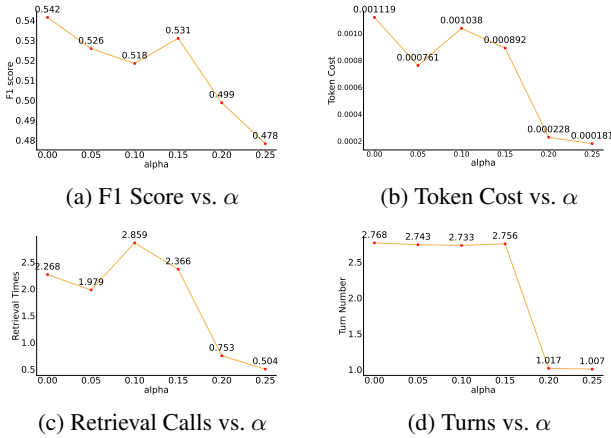 0.542
0.54
0.531
0.53
0.526
0.52
0.518
0.51
0.50
0.499
0.49
0.48
0.478
F1 score
0.00 0.05 0.10 0.15 0.20 0.25
alpha
(a) F1 Score vs. α
0.001119
0.001038
0.0010
0.000892
0.0008
0.000761
0.0006
0.0004
0.000228
0.0002
0.000181
Token Cost
0.00 0.05 0.10 0.15 0.20 0.25
alpha
(b) Token Cost vs. α
2.859
2.5
2.366
2.268
2.0
1.979
1.5
1.0
0.753
0.5
0.504
Retrieval Times
0.00 0.05 0.10 0.15 0.20 0.25
alpha
(c) Retrieval Calls vs. α
2.768
2.743
2.733
2.756
2.5
2.0
1.5
1.0
1.017
1.007
Turn Number
0.00 0.05 0.10 0.15 0.20 0.25
alpha
(d) Turns vs. α